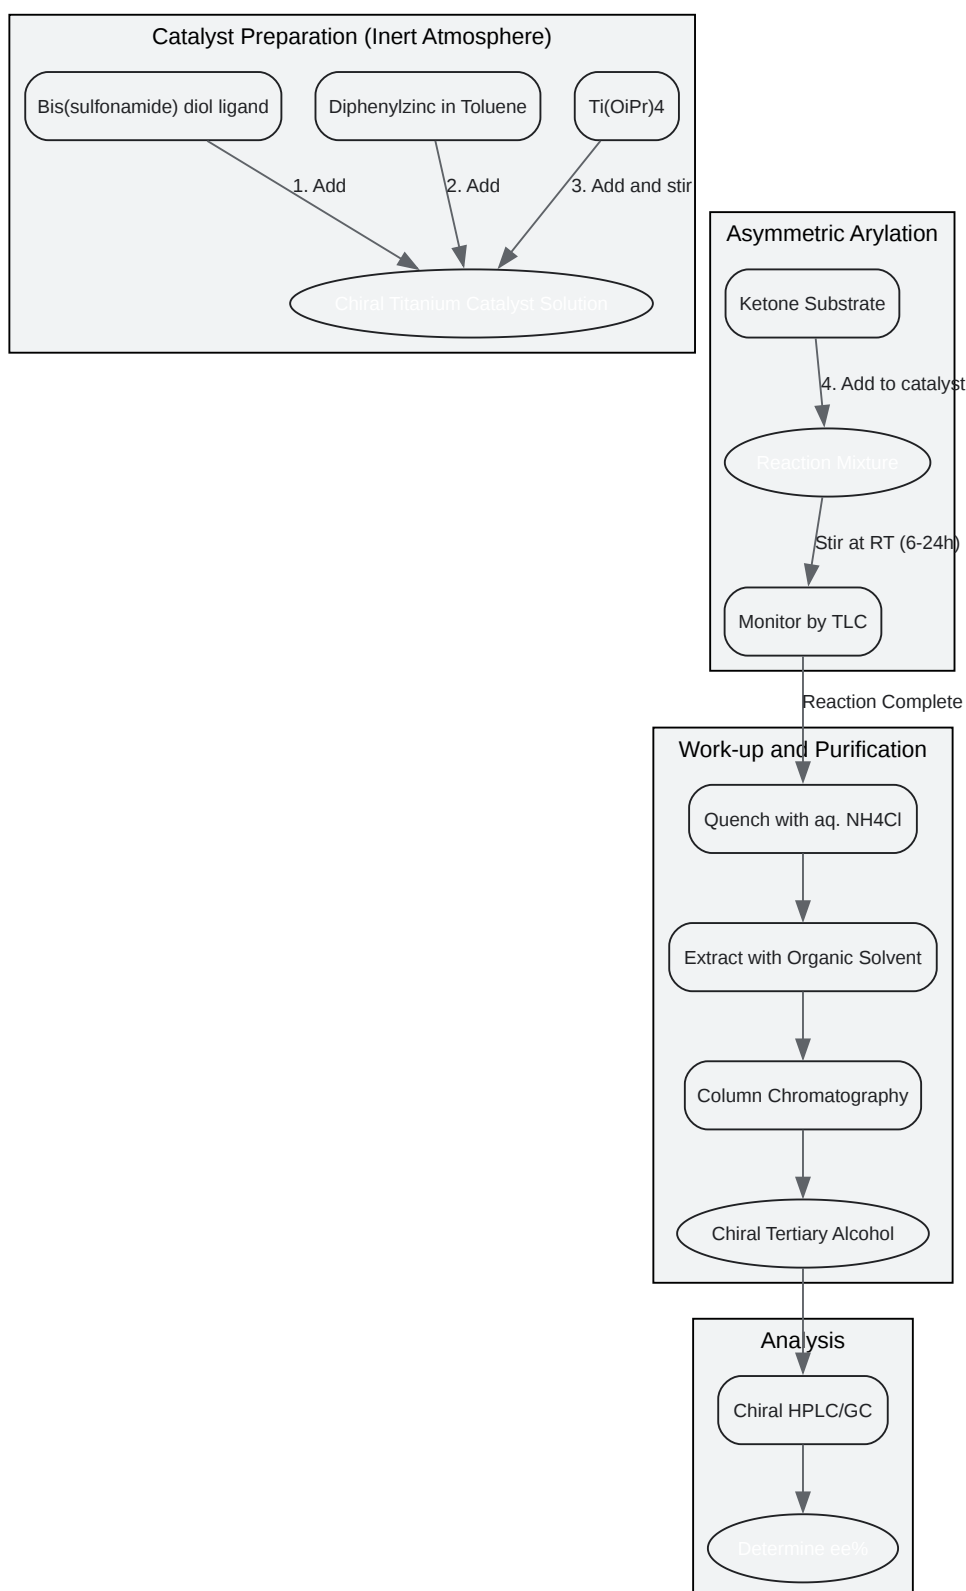 Catalyst Preparation (Inert Atmosphere)
Bis(sulfonamide) diol ligand
Diphenylzinc in Toluene
Ti(OiPr)4
1. Add
2. Add
3. Add and stir
Chiral Titanium Catalyst Solution
Asymmetric Arylation
Ketone Substrate
4. Add to catalyst
Reaction Mixture
Stir at RT (6-24h)
Monitor by TLC
Reaction Complete
Work-up and Purification
Quench with aq. NH4Cl
Extract with Organic Solvent
Column Chromatography
Chiral Tertiary Alcohol
Analysis
Chiral HPLC/GC
Determine ee%